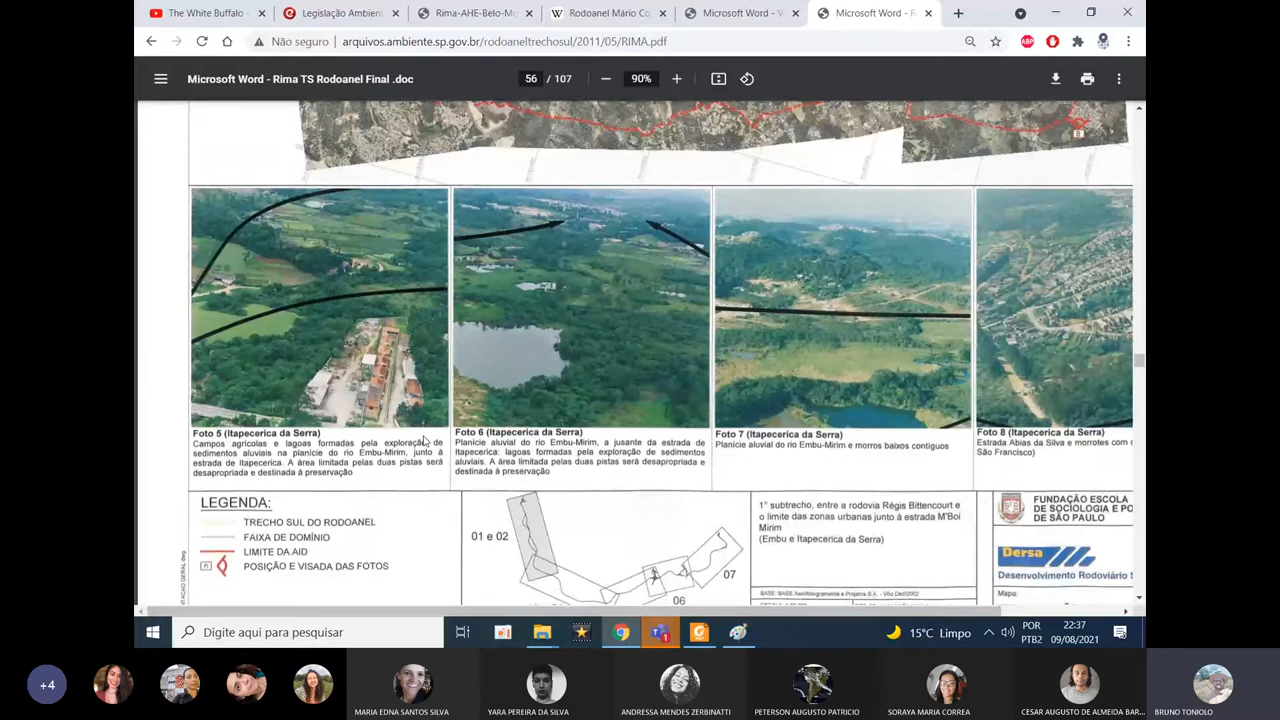 The White Buffalo -
Legislação Ambien
Rima-AHE-Belo-Mo
Rodoanel Mário Co
Microsoft Word - V
Microsoft Word - R
Não seguro
arquivos.ambiente.sp.gov.br/rodoaneltrechosul/2011/05/RIMA.pdf
ABP
Microsoft Word - Rima TS Rodoanel Final .doc
56 / 107
90%
8
Foto 5 (Itapecerica da Serra)
Campos agrícolas e lagoas formadas pela exploração de
sedimentos aluviais na planície do rio Embu-Mirim, junto à
estrada de Itapecerica. A área limitada pelas duas pistas será
desapropriada e destinada à preservação
Foto 6 (Itapecerica da Serra)
Planície aluvial do rio Embu-Mirim, a jusante da estrada de
Itapecerica: lagoas formadas pela exploração de sedimentos
aluviais. A área limitada pelas duas pistas será desapropriada e
destinada à preservação
Foto 7 (Itapecerica da Serra)
Planície aluvial do rio Embu-Mirim e morros baixos contíguos
Foto 8 (Itapecerica da Serra)
Estrada Abias da Silva e morrotes com
São Francisco)
LEGENDA:
TRECHO SUL DO RODOANEL
FAIXA DE DOMÍNIO
LIMITE DA AID
n
POSIÇÃO E VISADA DAS FOTOS
01 e 02
06
07
1° subtrecho, entre a rodovia Régis Bittencourt e
o limite das zonas urbanas junto à estrada M'Boi
Mirim
(Embu e Itapecerica da Serra)
BASE: BASE Aerofotogrametria e Projetos S.A. - Vôo Dez/2002
FUNDAÇÃO ESCOLA
DE SOCIOLOGIA E PO
DE SÃO PAULO
Dersa
Desenvolvimento Rodoviário S
Mapa:
Digite aqui para pesquisar
15°C Limpo
POR
PTB2
22:37
09/08/2021
+4
MARIA EDNA SANTOS SILVA
YARA PEREIRA DA SILVA
ANDRESSA MENDES ZERBINATTI
PETERSON AUGUSTO PATRICIO
SORAYA MARIA CORREA
CESAR AUGUSTO DE ALMEIDA BAR...
BRUNO TONIOLO